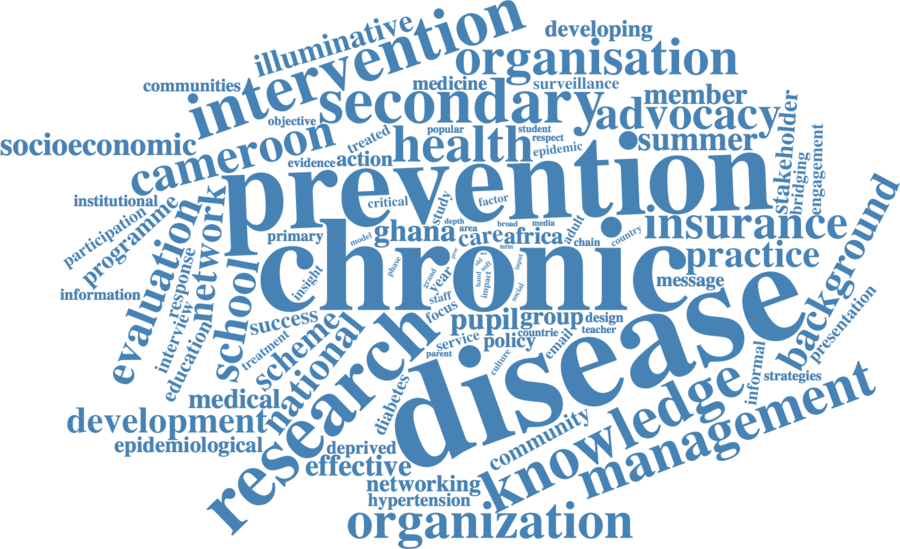 illuminative
intervention
developing
organisation
communities
medicine
surveillance
objective
secondary
member
advocacy
socioeconomic
cameroon
treated
popular
student
respect
health
summer
stakeholder
evidence
action
epidemic
prevention
bridging
engagement
institutional
critical
study
factor
participation
programme
network
primary
ghana
depth
area
broad
media
care
africa
term
adult
chain
country
insurance
background
model
chronic
practice
evaluation
response
school
insight
phase
grand
year
old
hand
impact
input
social
message
information
interview
education
success
staff
focus
pupil
group
design
presentation
treatment
scheme
national
research
service
policy
countrie
teacher
email
parent
culture
disease
informal
strategies
medical
diabetes
knowledge
management
development
community
epidemiological
deprived
effective
networking
hypertension
organization